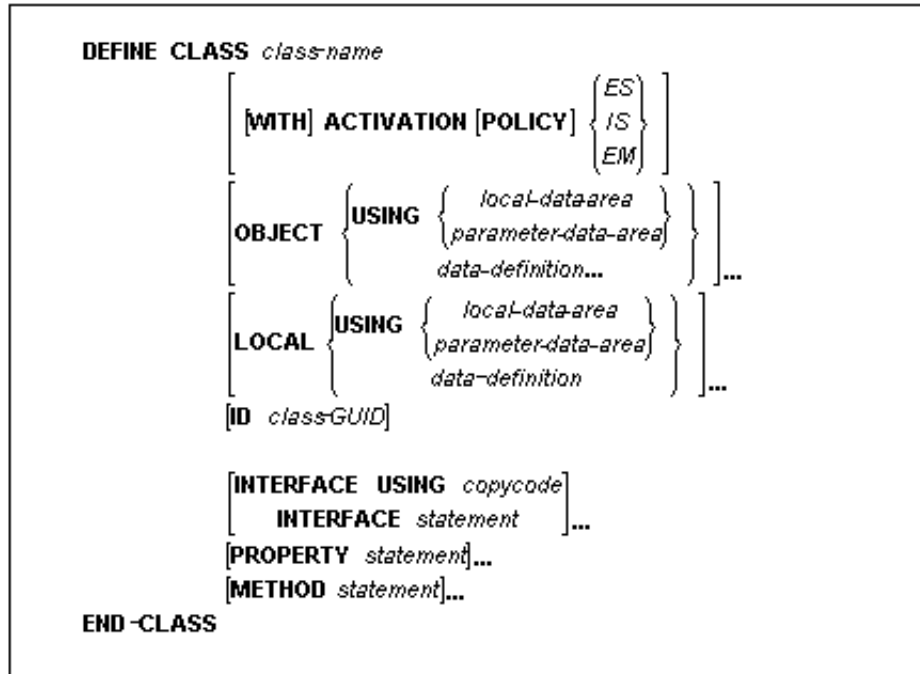 DEFINE CLASS class-name
[[WITH] ACTIVATION [POLICY] {ES
IS
EM}]
[OBJECT {USING {local-data-area
parameter-data-area}
data-definition...}]...
[LOCAL {USING {local-data-area
parameter-data-area}
data-definition}]...
[ID class-GUID]
[INTERFACE USING copycode
INTERFACE statement]...
[PROPERTY statement]...
[METHOD statement]...
END-CLASS